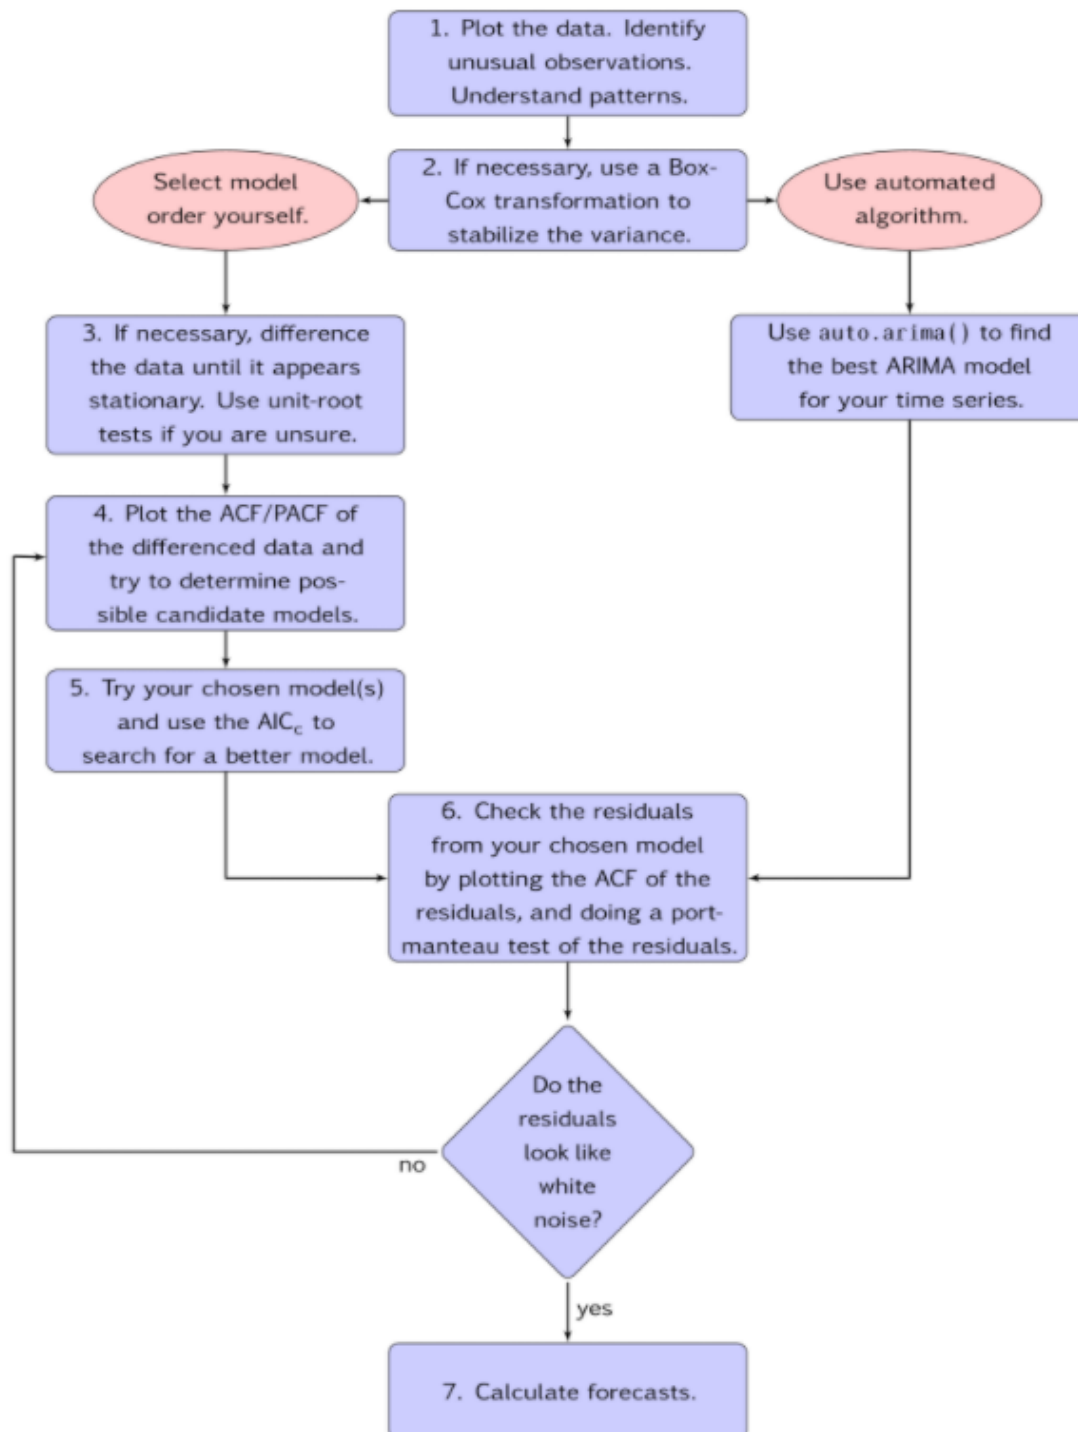 1. Plot the data. Identify
unusual observations.
Understand patterns.
Select model
order yourself.
2. If necessary, use a Box-
Cox transformation to
stabilize the variance.
Use automated
algorithm.
3. If necessary, difference
the data until it appears
stationary. Use unit-root
tests if you are unsure.
Use auto.arima() to find
the best ARIMA model
for your time series.
4. Plot the ACF/PACF of
the differenced data and
try to determine pos-
sible candidate models.
5. Try your chosen model(s)
and use the AICc to
search for a better model.
6. Check the residuals
from your chosen model
by plotting the ACF of the
residuals, and doing a port-
manteau test of the residuals.
Do the
residuals
look like
white
noise?
no
yes
7. Calculate forecasts.